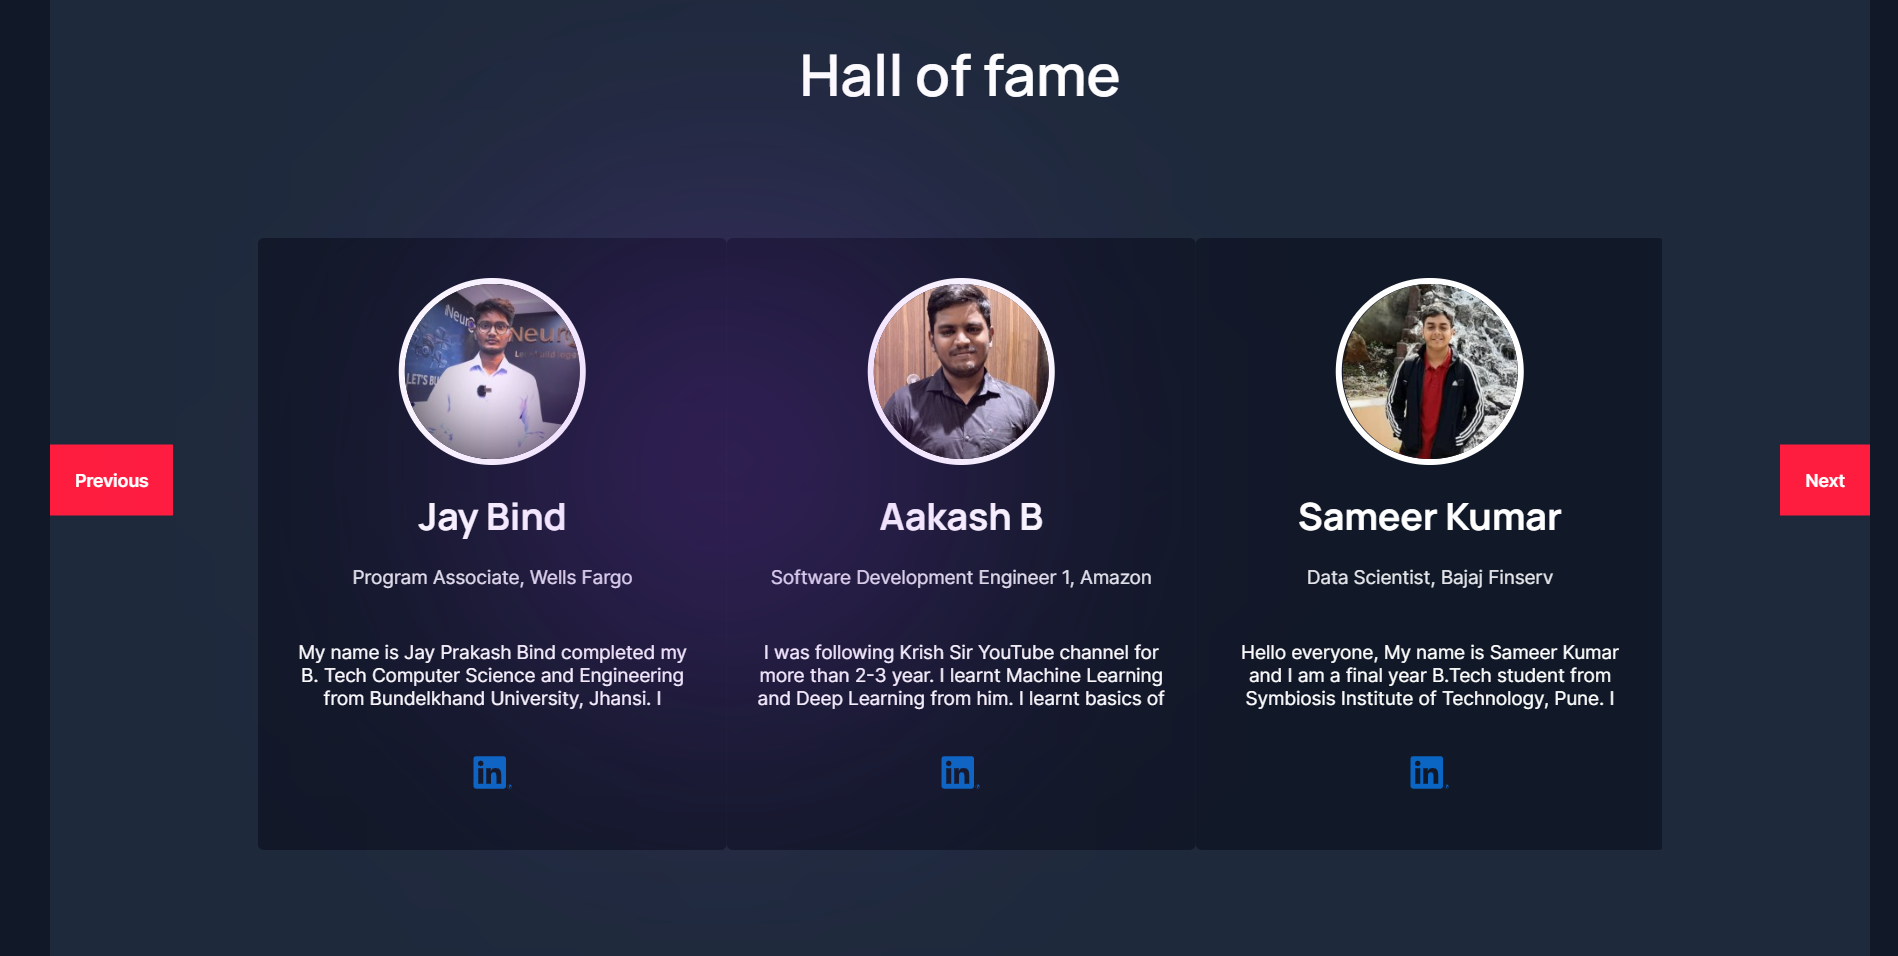 Hall of fame
Previous
Next
iNeur
Neur
LET'S BU
Jay Bind
Program Associate, Wells Fargo
My name is Jay Prakash Bind completed my
B. Tech Computer Science and Engineering
from Bundelkhand University, Jhansi. I
in
Aakash B
Software Development Engineer 1, Amazon
I was following Krish Sir YouTube channel for
more than 2-3 year. I learnt Machine Learning
and Deep Learning from him. I learnt basics of
in
Sameer Kumar
Data Scientist, Bajaj Finserv
Hello everyone, My name is Sameer Kumar
and I am a final year B.Tech student from
Symbiosis Institute of Technology, Pune. I
in